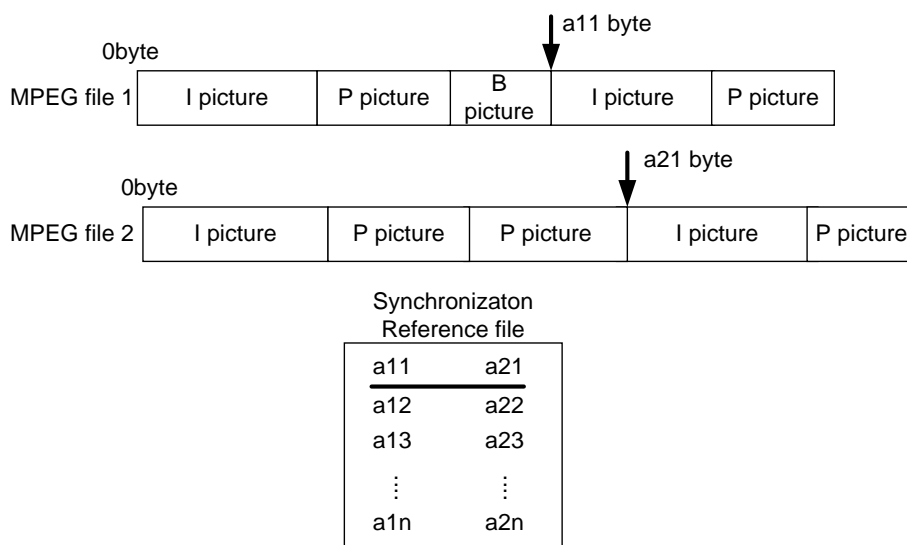 a11 byte
0byte
MPEG file 1
I picture
P picture
B
picture
I picture
P picture
a21 byte
0byte
MPEG file 2
I picture
P picture
P picture
I picture
P picture
Synchronizaton
Reference file
a11 a21
a12 a22
a13 a23
⋮ ⋮
a1n a2n